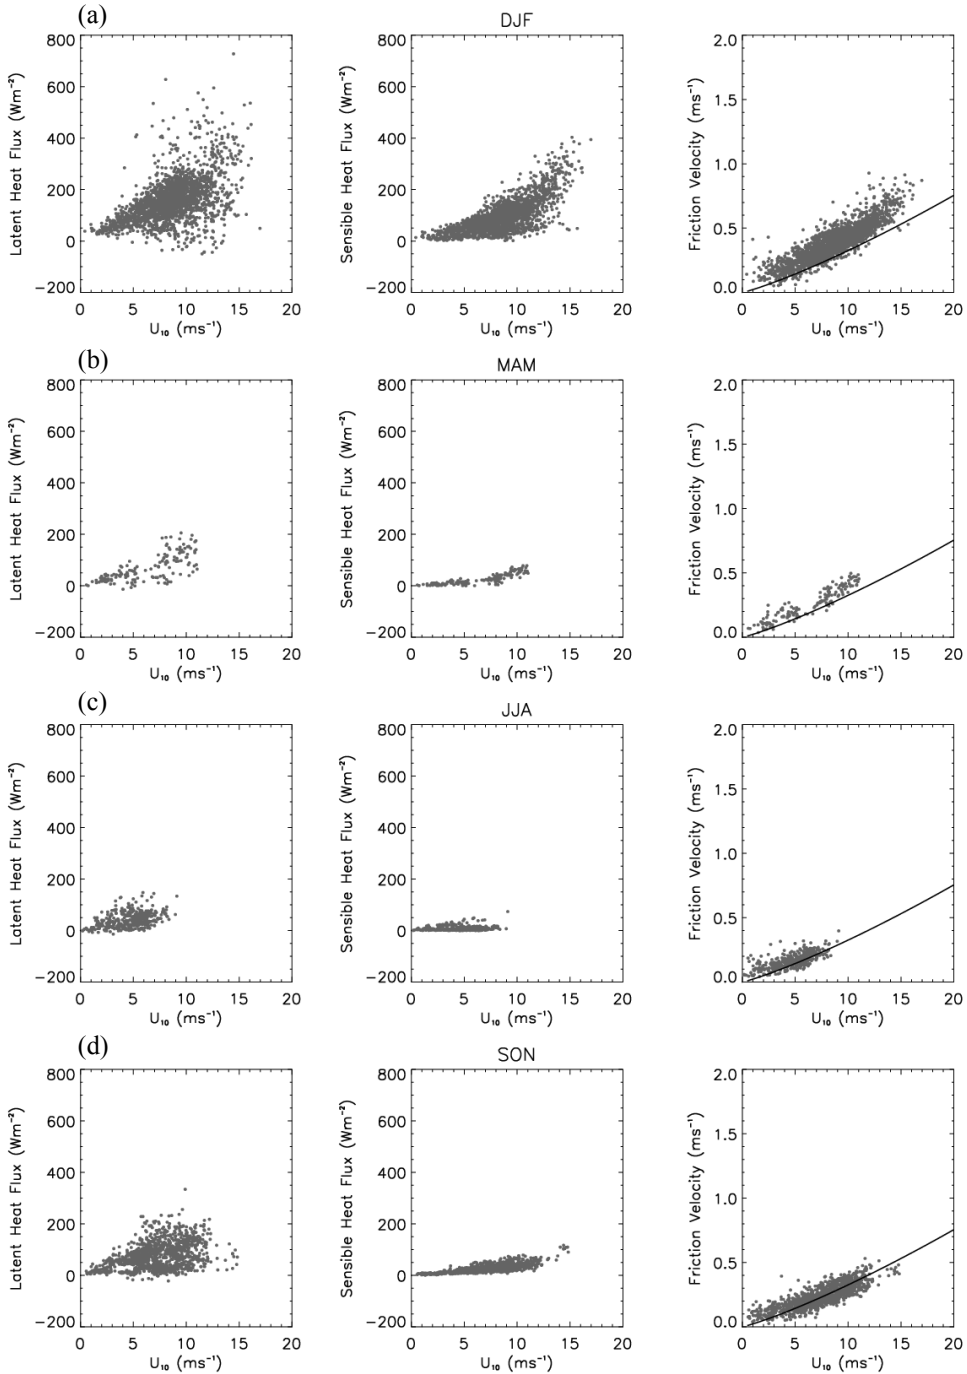 (a)
DJF
Latent Heat Flux (Wm⁻²)
800
600
400
200
0
−200
0 5 10 15 20
U₁₀ (ms⁻¹)
Sensible Heat Flux (Wm⁻²)
800
600
400
200
0
−200
0 5 10 15 20
U₁₀ (ms⁻¹)
Friction Velocity (ms⁻¹)
2.0
1.5
1.0
0.5
0.0
0 5 10 15 20
U₁₀ (ms⁻¹)
(b)
MAM
Latent Heat Flux (Wm⁻²)
800
600
400
200
0
−200
0 5 10 15 20
U₁₀ (ms⁻¹)
Sensible Heat Flux (Wm⁻²)
800
600
400
200
0
−200
0 5 10 15 20
U₁₀ (ms⁻¹)
Friction Velocity (ms⁻¹)
2.0
1.5
1.0
0.5
0.0
0 5 10 15 20
U₁₀ (ms⁻¹)
(c)
JJA
Latent Heat Flux (Wm⁻²)
800
600
400
200
0
−200
0 5 10 15 20
U₁₀ (ms⁻¹)
Sensible Heat Flux (Wm⁻²)
800
600
400
200
0
−200
0 5 10 15 20
U₁₀ (ms⁻¹)
Friction Velocity (ms⁻¹)
2.0
1.5
1.0
0.5
0.0
0 5 10 15 20
U₁₀ (ms⁻¹)
(d)
SON
Latent Heat Flux (Wm⁻²)
800
600
400
200
0
−200
0 5 10 15 20
U₁₀ (ms⁻¹)
Sensible Heat Flux (Wm⁻²)
800
600
400
200
0
−200
0 5 10 15 20
U₁₀ (ms⁻¹)
Friction Velocity (ms⁻¹)
2.0
1.5
1.0
0.5
0.0
0 5 10 15 20
U₁₀ (ms⁻¹)